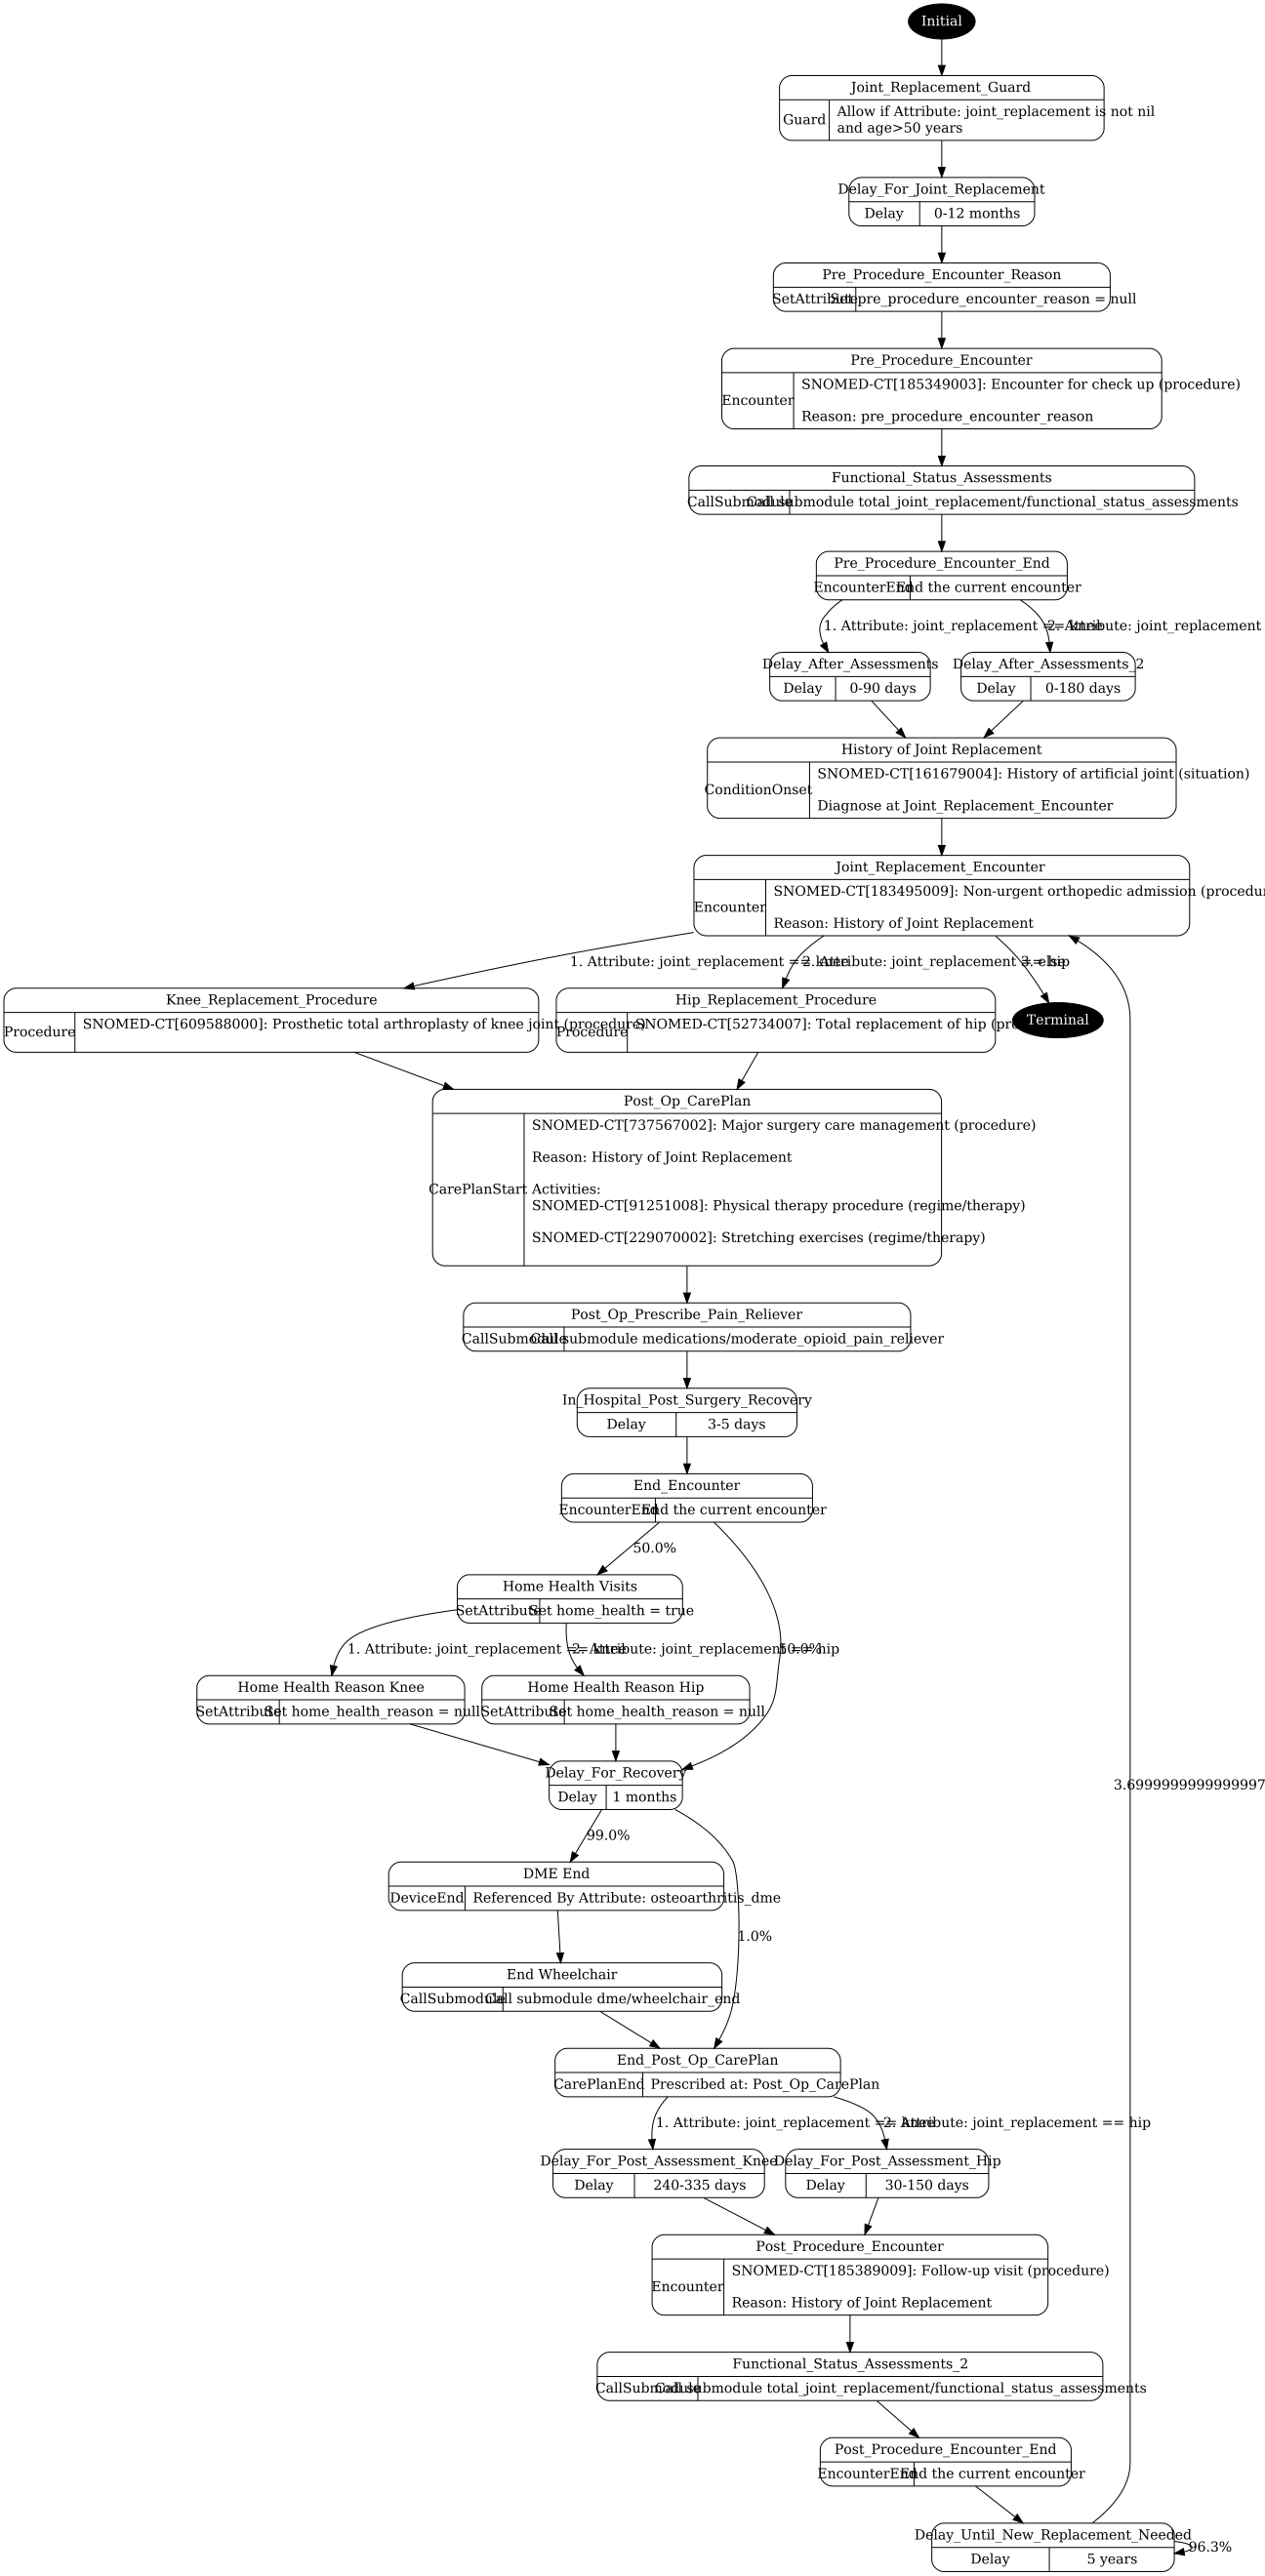 Initial
Joint_Replacement_Guard
Guard
Allow if Attribute: joint_replacement is not nil
and age>50 years
Delay_For_Joint_Replacement
Delay
0-12 months
Pre_Procedure_Encounter_Reason
SetAttribute
Set pre_procedure_encounter_reason = null
Pre_Procedure_Encounter
Encounter
SNOMED-CT[185349003]: Encounter for check up (procedure)
Reason: pre_procedure_encounter_reason
Functional_Status_Assessments
CallSubmodule
Call submodule total_joint_replacement/functional_status_assessments
Pre_Procedure_Encounter_End
EncounterEnd
End the current encounter
1. Attribute: joint_replacement == knee
2. Attribute: joint_replacement
Delay_After_Assessments
Delay
0-90 days
Delay_After_Assessments_2
Delay
0-180 days
History of Joint Replacement
ConditionOnset
SNOMED-CT[161679004]: History of artificial joint (situation)
Diagnose at Joint_Replacement_Encounter
Joint_Replacement_Encounter
Encounter
SNOMED-CT[183495009]: Non-urgent orthopedic admission
Reason: History of Joint Replacement
1. Attribute: joint_replacement == knee
2. Attribute: joint_replacement == hip
3. else
Knee_Replacement_Procedure
Procedure
SNOMED-CT[609588000]: Prosthetic total arthroplasty of knee joint (procedure)
Hip_Replacement_Procedure
Procedure
SNOMED-CT[52734007]: Total replacement of hip
Terminal
Post_Op_CarePlan
CarePlanStart
SNOMED-CT[737567002]: Major surgery care management (procedure)
Reason: History of Joint Replacement
Activities:
SNOMED-CT[91251008]: Physical therapy procedure (regime/therapy)
SNOMED-CT[229070002]: Stretching exercises (regime/therapy)
Post_Op_Prescribe_Pain_Reliever
CallSubmodule
Call submodule medications/moderate_opioid_pain_reliever
In_Hospital_Post_Surgery_Recovery
Delay
3-5 days
End_Encounter
EncounterEnd
End the current encounter
50.0%
Home Health Visits
SetAttribute
Set home_health = true
1. Attribute: joint_replacement == knee
2. Attribute: joint_replacement == hip
50.0%
Home Health Reason Knee
SetAttribute
Set home_health_reason = null
Home Health Reason Hip
SetAttribute
Set home_health_reason = null
Delay_For_Recovery
Delay
1 months
3.6999999999999997
99.0%
DME End
DeviceEnd
Referenced By Attribute: osteoarthritis_dme
1.0%
End Wheelchair
CallSubmodule
Call submodule dme/wheelchair_end
End_Post_Op_CarePlan
CarePlanEnd
Prescribed at: Post_Op_CarePlan
1. Attribute: joint_replacement == knee
2. Attribute: joint_replacement == hip
Delay_For_Post_Assessment_Knee
Delay
240-335 days
Delay_For_Post_Assessment_Hip
Delay
30-150 days
Post_Procedure_Encounter
Encounter
SNOMED-CT[185389009]: Follow-up visit (procedure)
Reason: History of Joint Replacement
Functional_Status_Assessments_2
CallSubmodule
Call submodule total_joint_replacement/functional_status_assessments
Post_Procedure_Encounter_End
EncounterEnd
End the current encounter
Delay_Until_New_Replacement_Needed
Delay
5 years
96.3%